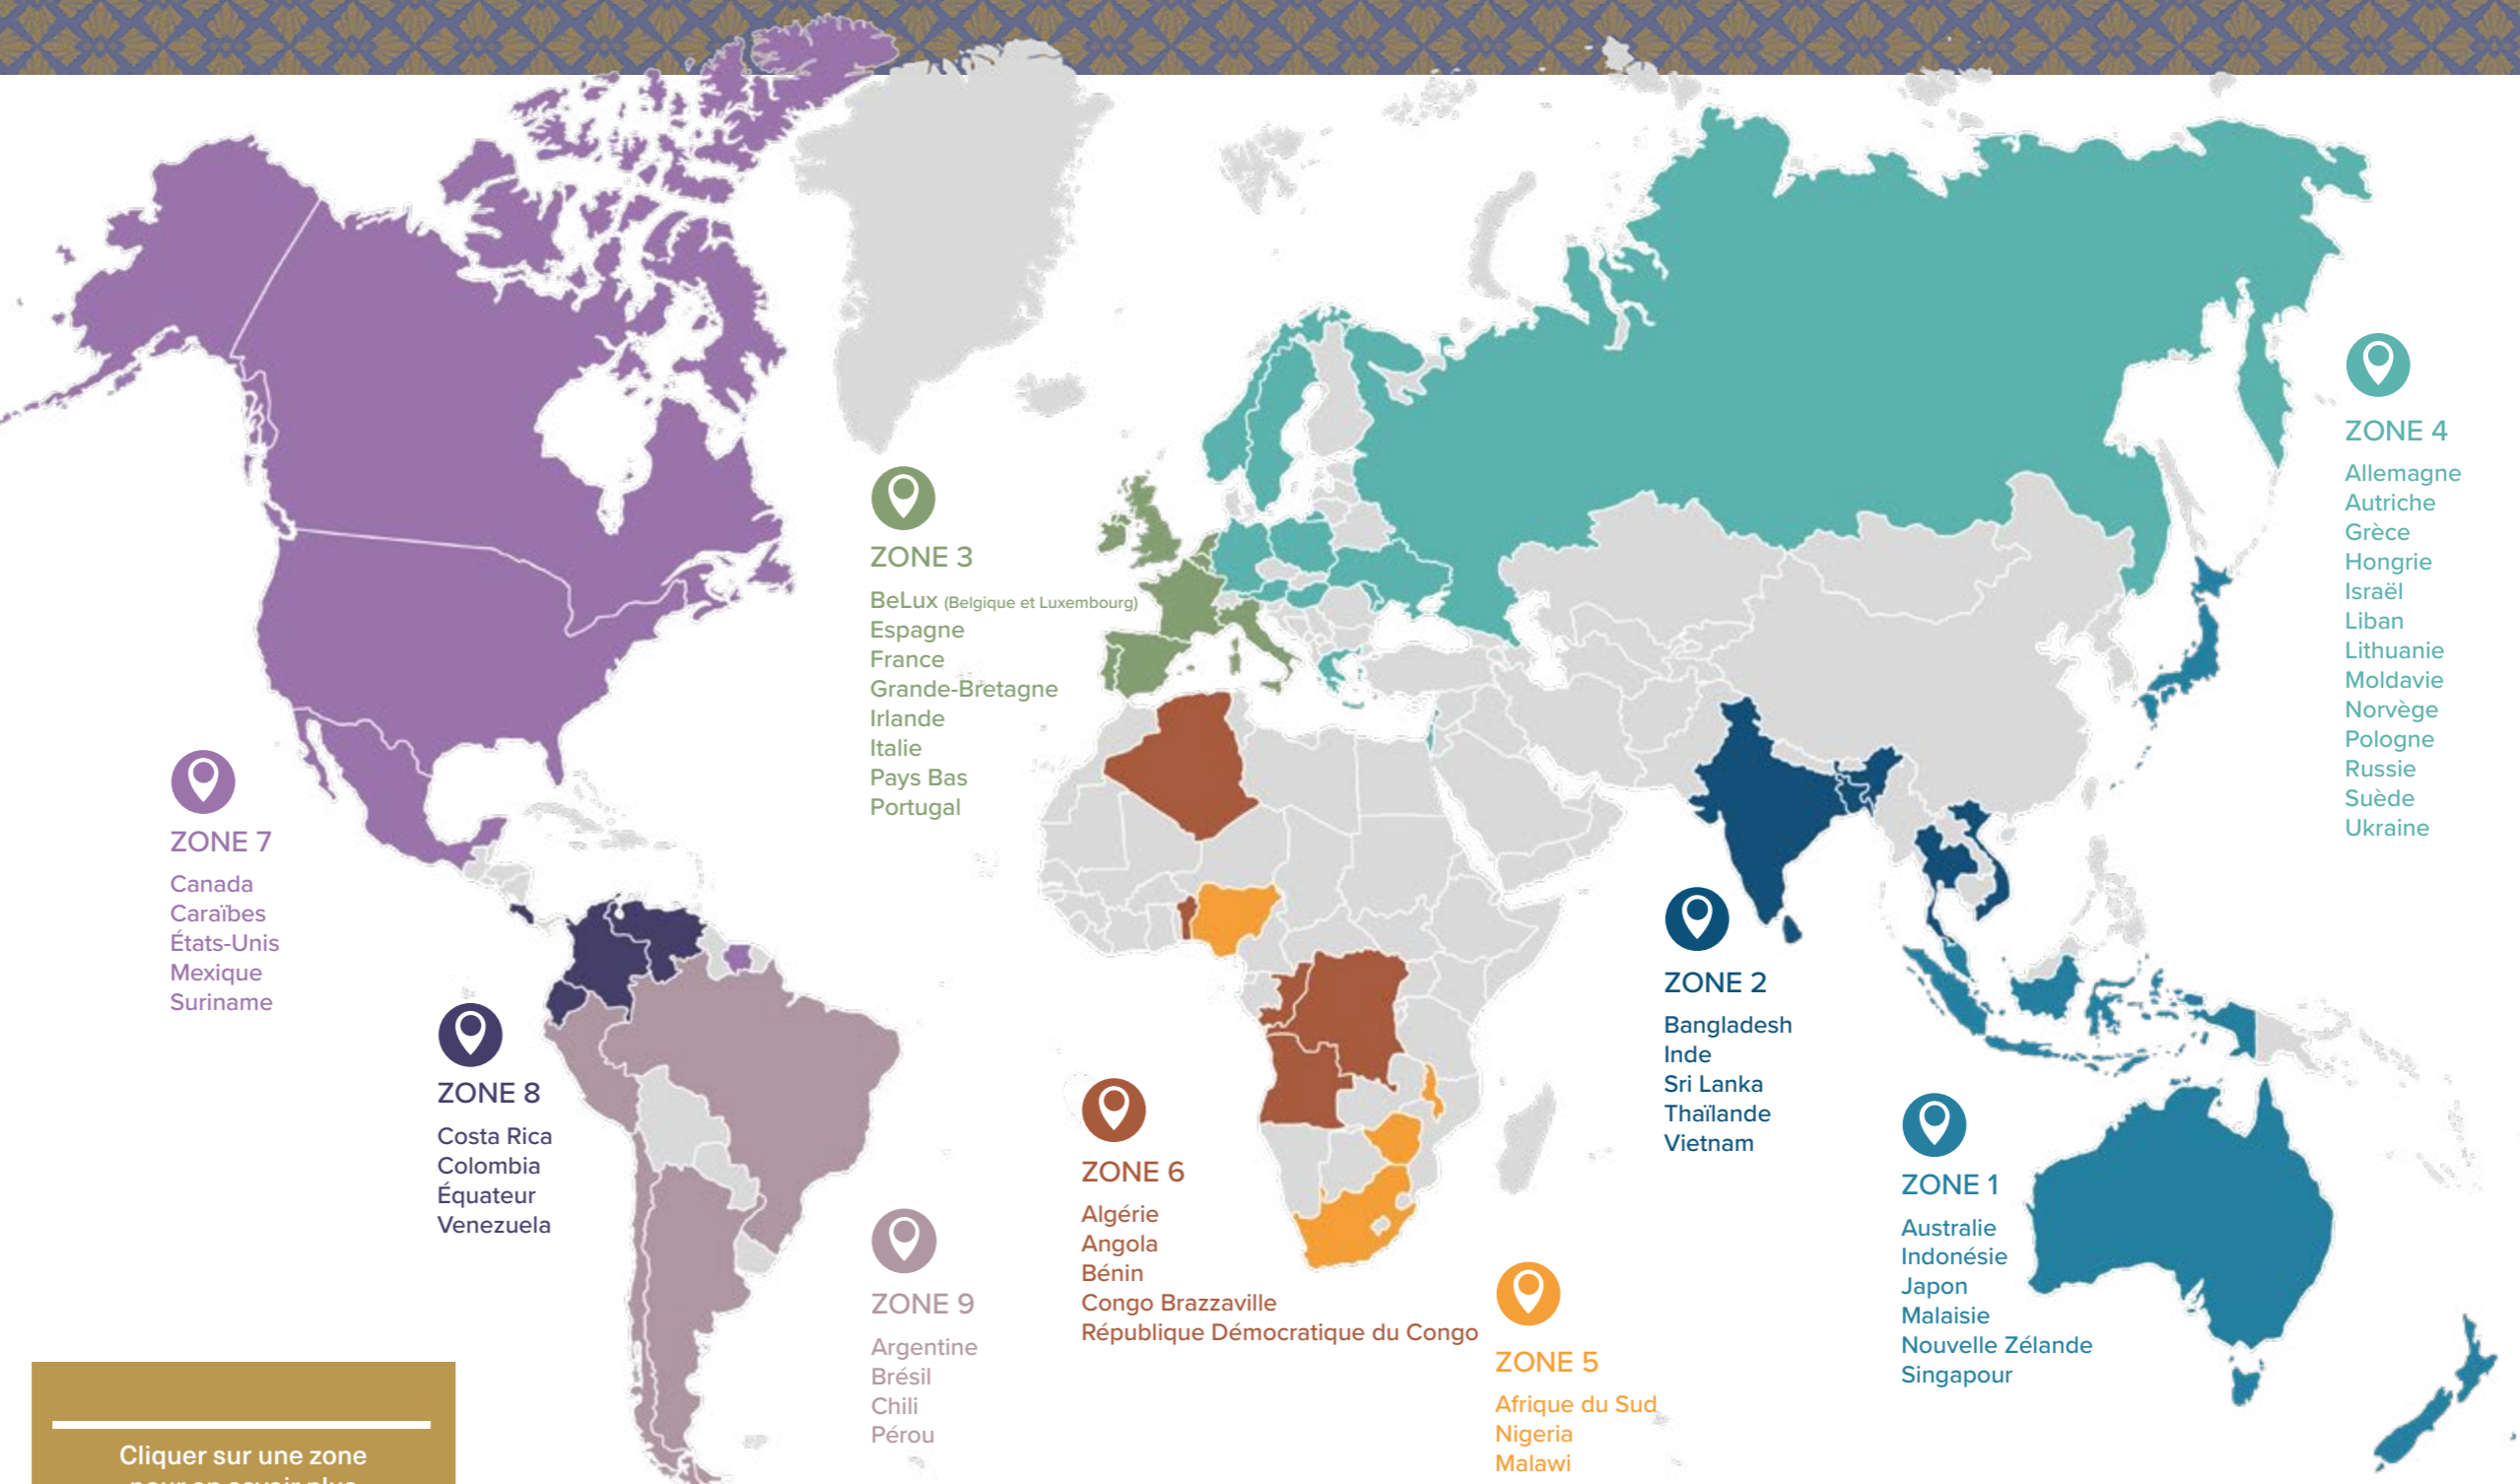 ZONE 3
BeLux (Belgique et Luxembourg)
Espagne
France
Grande-Bretagne
Irlande
Italie
Pays Bas
Portugal
ZONE 4
Allemagne
Autriche
Grèce
Hongrie
Israël
Liban
Lithuanie
Moldavie
Norvège
Pologne
Russie
Suède
Ukraine
ZONE 7
Canada
Caraïbes
États-Unis
Mexique
Suriname
ZONE 8
Costa Rica
Colombia
Équateur
Venezuela
ZONE 9
Argentine
Brésil
Chili
Pérou
ZONE 6
Algérie
Angola
Bénin
Congo Brazzaville
République Démocratique du Congo
ZONE 5
Afrique du Sud
Nigeria
Malawi
ZONE 2
Bangladesh
Inde
Sri Lanka
Thaïlande
Vietnam
ZONE 1
Australie
Indonésie
Japon
Malaisie
Nouvelle Zélande
Singapour
Cliquer sur une zone
pour en savoir plus